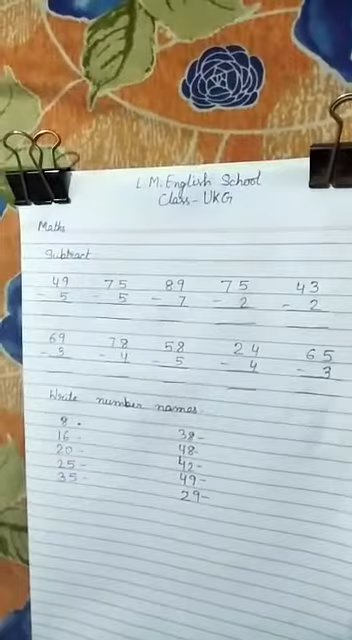 L M. English School
Class - UKG
Maths
Subtract
49 75 89 75 43
- 5 - 5 - 7 - 2 - 2
69 78 58 24 65
- 3 - 4 - 5 - 4 - 3
Write number names.
8 -
16 - 38 -
20 - 48 -
25 - 42 -
35 - 49 -
29 -